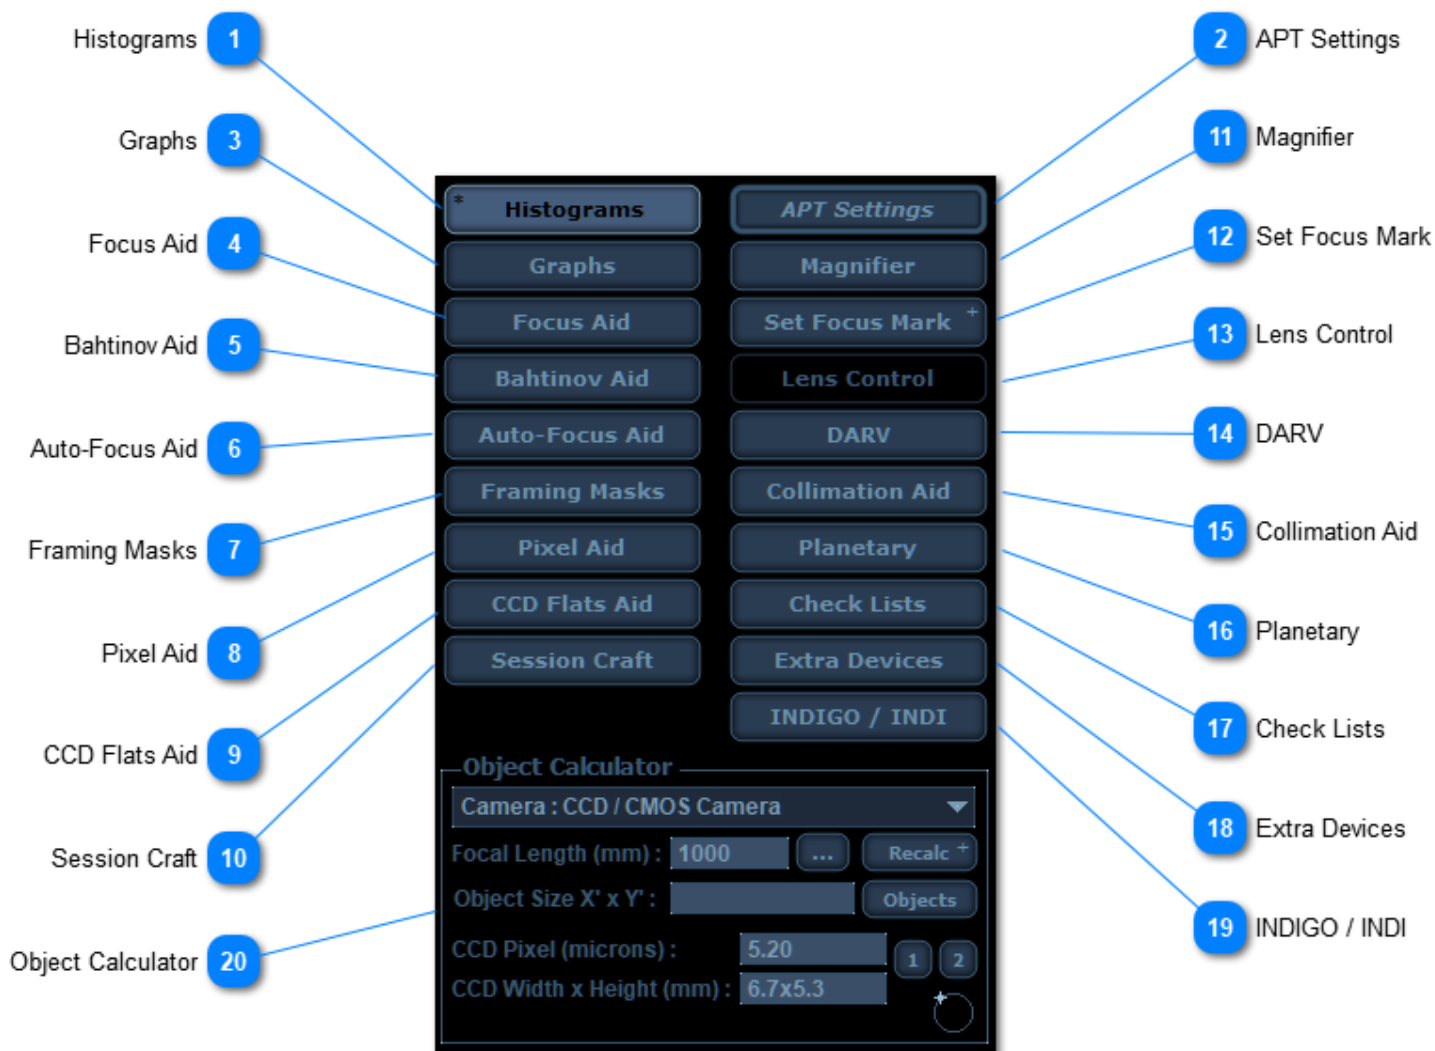 Histograms 1
2 APT Settings
Graphs 3
11 Magnifier
Focus Aid 4
12 Set Focus Mark
Bahtinov Aid 5
13 Lens Control
Auto-Focus Aid 6
14 DARV
Framing Masks 7
15 Collimation Aid
Pixel Aid 8
16 Planetary
CCD Flats Aid 9
17 Check Lists
Session Craft 10
18 Extra Devices
Object Calculator 20
19 INDIGO / INDI
* Histograms
APT Settings
Graphs
Magnifier
Focus Aid
Set Focus Mark +
Bahtinov Aid
Lens Control
Auto-Focus Aid
DARV
Framing Masks
Collimation Aid
Pixel Aid
Planetary
CCD Flats Aid
Check Lists
Session Craft
Extra Devices
INDIGO / INDI
Object Calculator
Camera : CCD / CMOS Camera
Focal Length (mm) : 1000 ... Recalc +
Object Size X' x Y' : Objects
CCD Pixel (microns) : 5.20
1 2
CCD Width x Height (mm) : 6.7x5.3